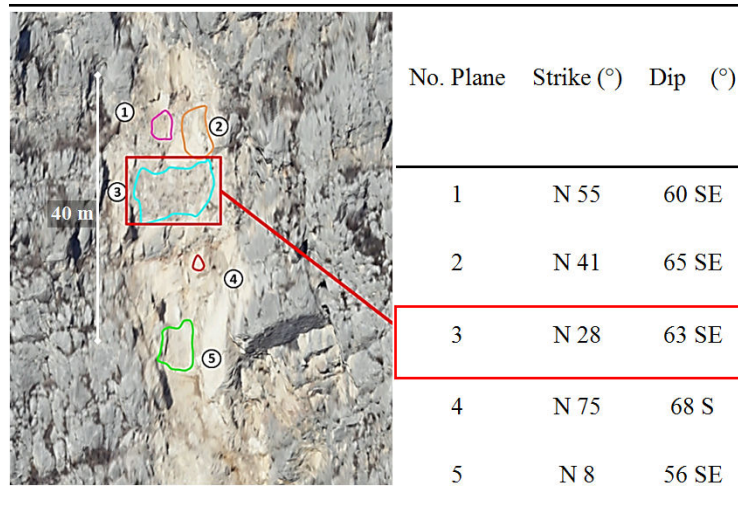 No. Plane Strike (°) Dip (°)
①
②
③
40 m
④
⑤
1 N 55 60 SE
2 N 41 65 SE
3 N 28 63 SE
4 N 75 68 S
5 N 8 56 SE